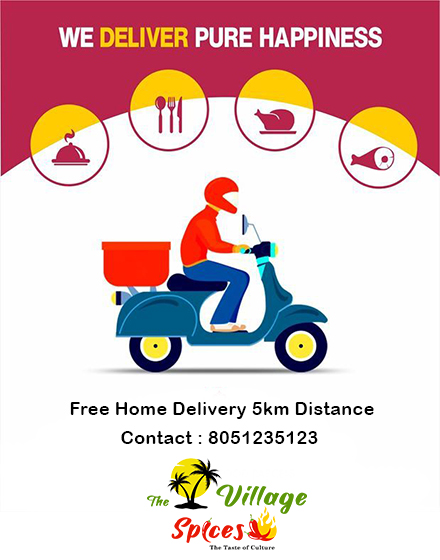 WE DELIVER PURE HAPPINESS
Free Home Delivery 5km Distance
Contact : 8051235123
The Village
Spices
The Taste of Culture